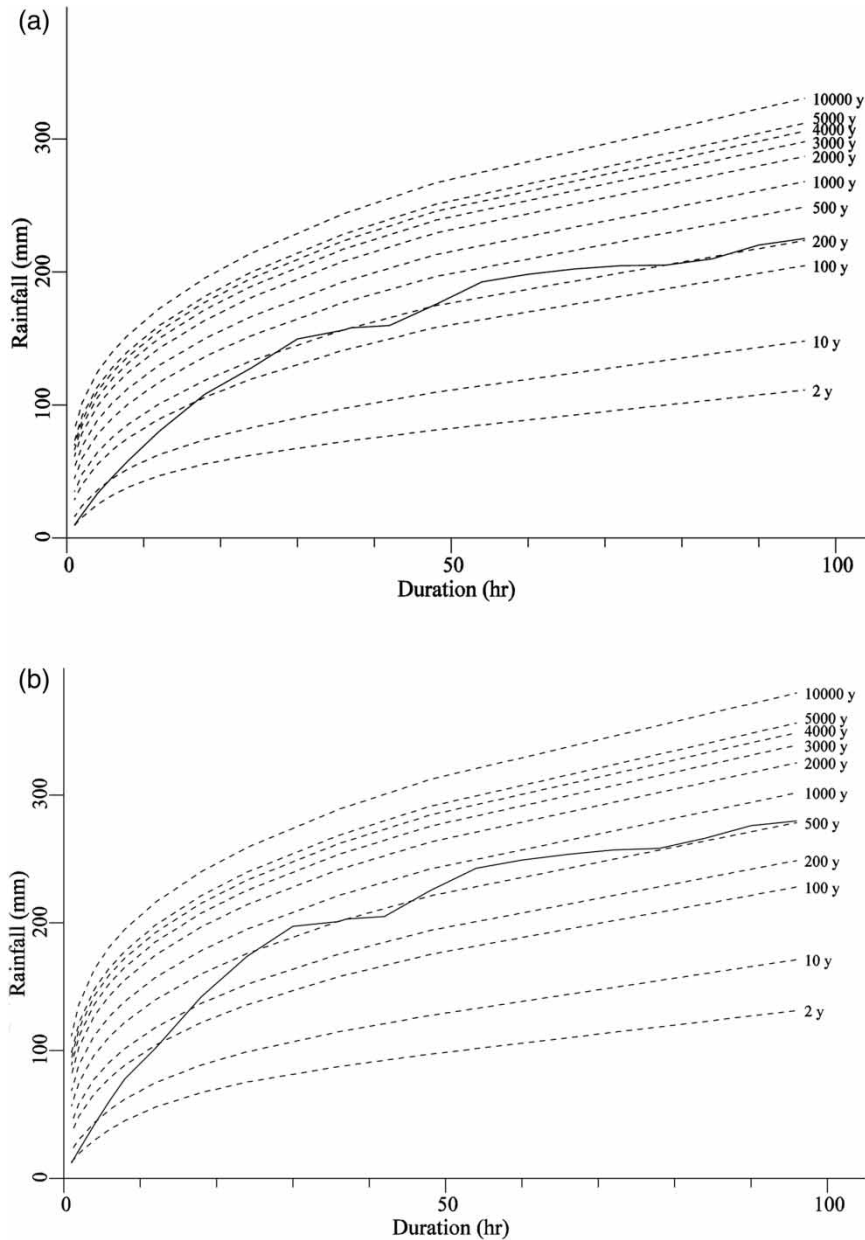 (a)
10000 y
5000 y
4000 y
3000 y
2000 y
1000 y
500 y
200 y
100 y
10 y
2 y
300
200
100
0
Rainfall (mm)
0
50
100
Duration (hr)
(b)
10000 y
5000 y
4000 y
3000 y
2000 y
1000 y
500 y
200 y
100 y
10 y
2 y
300
200
100
0
Rainfall (mm)
0
50
100
Duration (hr)